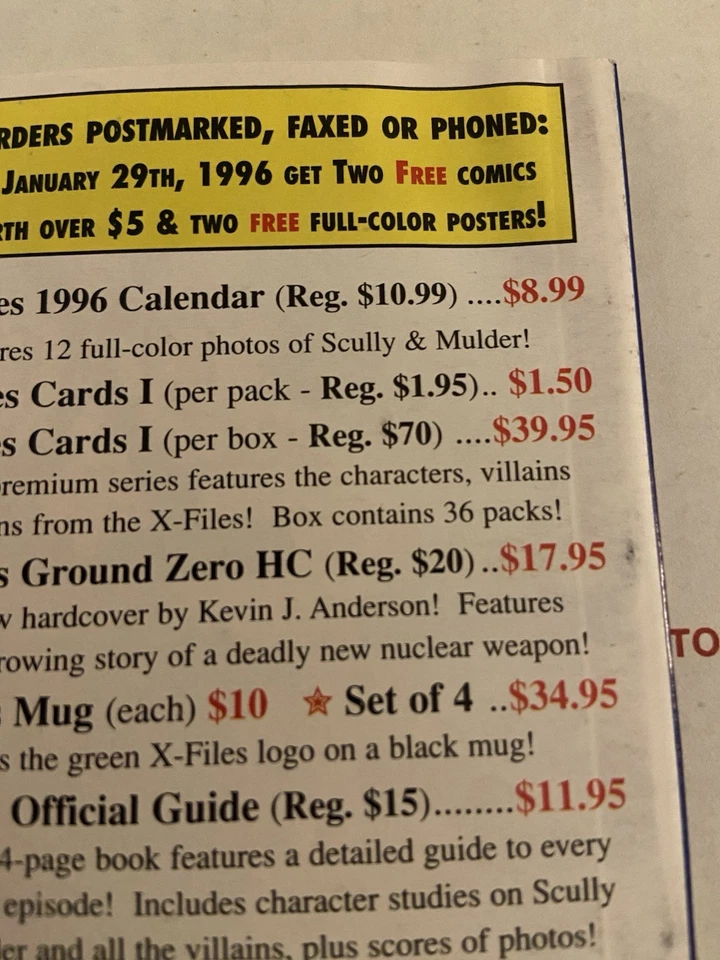 RDERS POSTMARKED, FAXED OR PHONED:
JANUARY 29TH, 1996 GET TWO FREE COMICS
RTH OVER $5 & TWO FREE FULL-COLOR POSTERS!
es 1996 Calendar (Reg. $10.99) ....$8.99
res 12 full-color photos of Scully & Mulder!
es Cards I (per pack - Reg. $1.95).. $1.50
s Cards I (per box - Reg. $70) ....$39.95
remium series features the characters, villains
ns from the X-Files! Box contains 36 packs!
s Ground Zero HC (Reg. $20)..$17.95
w hardcover by Kevin J. Anderson! Features
rowing story of a deadly new nuclear weapon!
Mug (each) $10 ★ Set of 4 ..$34.95
s the green X-Files logo on a black mug!
Official Guide (Reg. $15)........$11.95
4-page book features a detailed guide to every
episode! Includes character studies on Scully
er and all the villains, plus scores of photos!
TO